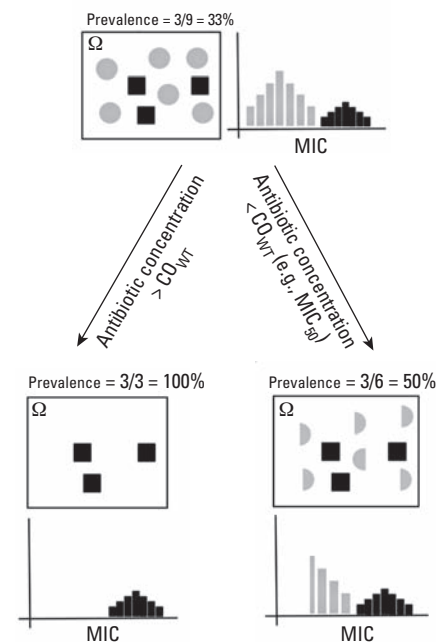 Prevalence = 3/9 = 33%
Ω
MIC
Antibiotic concentration
> CO_WT
Antibiotic concentration
< CO_WT (e.g., MIC_50)
Prevalence = 3/3 = 100%
Ω
MIC
Prevalence = 3/6 = 50%
Ω
MIC